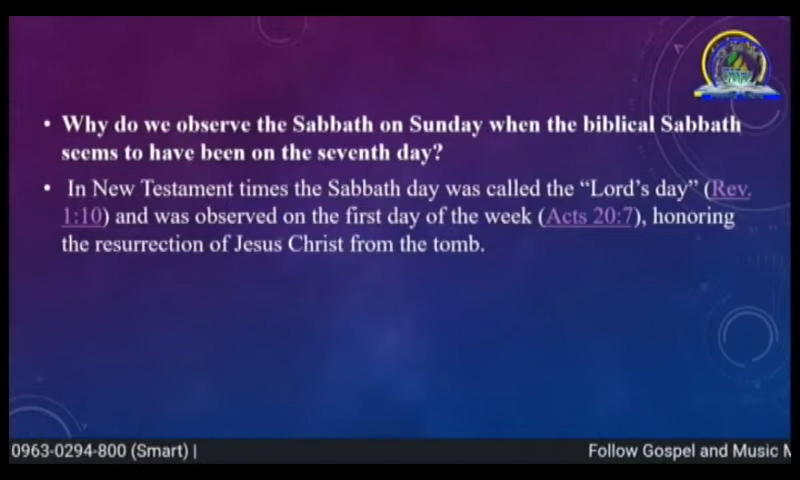 • Why do we observe the Sabbath on Sunday when the biblical Sabbath
seems to have been on the seventh day?
• In New Testament times the Sabbath day was called the “Lord’s day” (Rev.
1:10) and was observed on the first day of the week (Acts 20:7), honoring
the resurrection of Jesus Christ from the tomb.
0963-0294-800 (Smart) |
Follow Gospel and Music M